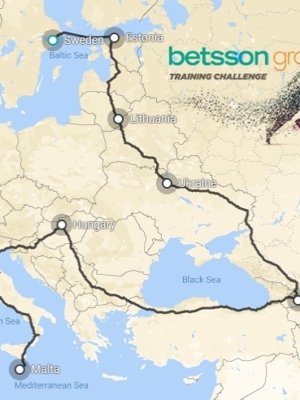 betsson gro
TRAINING CHALLENGE
Sweden
Estonia
Baltic Sea
Lithuania
Ukraine
Hungary
Black Sea
n Sea
Malta
Mediterranean Sea